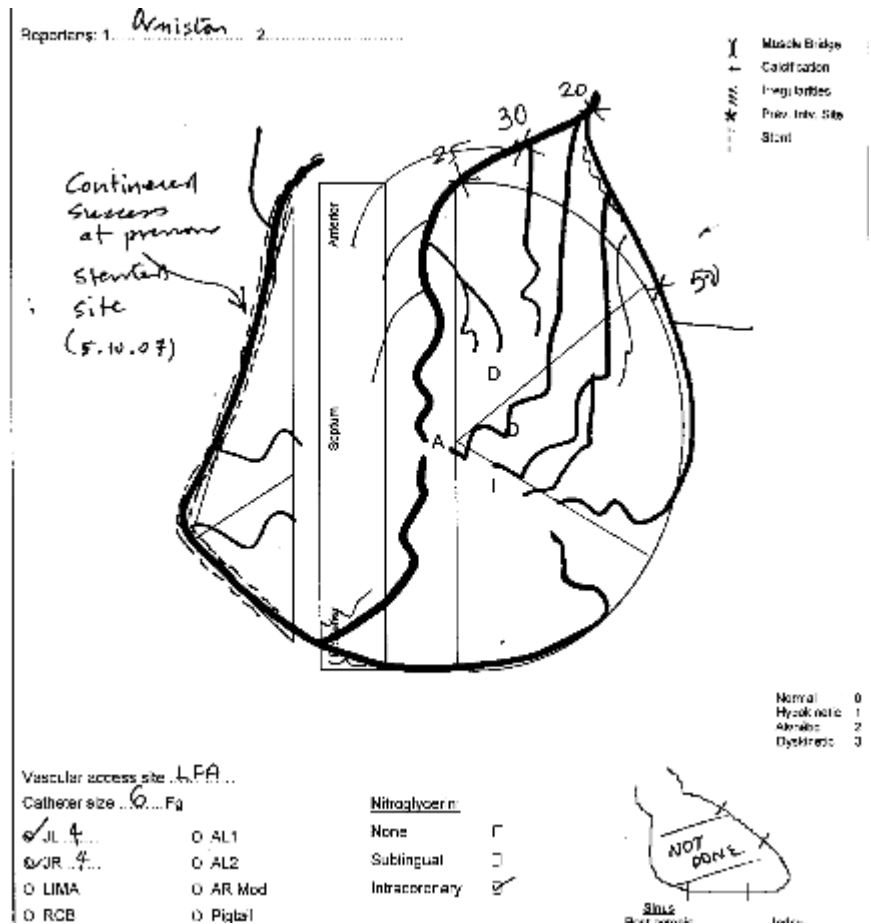 Reporters: 1. Orniston 2.
Muscle Bridge
Calcification
Irregularities
Prev. Intv. Site
Stent
20
30
25
50
Continued
success
at previous
stented
site
(5.10.07)
Anterior
Septum
D
O
A
I
Normal 0
Hypokinetic 1
Akinetic 2
Dyskinetic 3
Vascular access site LFA
Catheter size 6 Fg
JL 4
JR 4
LIMA
RCB
AL1
AL2
AR Mod
Pigtail
Nitroglycerin:
None
Sublingual
Intracoronary
NOT
DONE.
Sinus